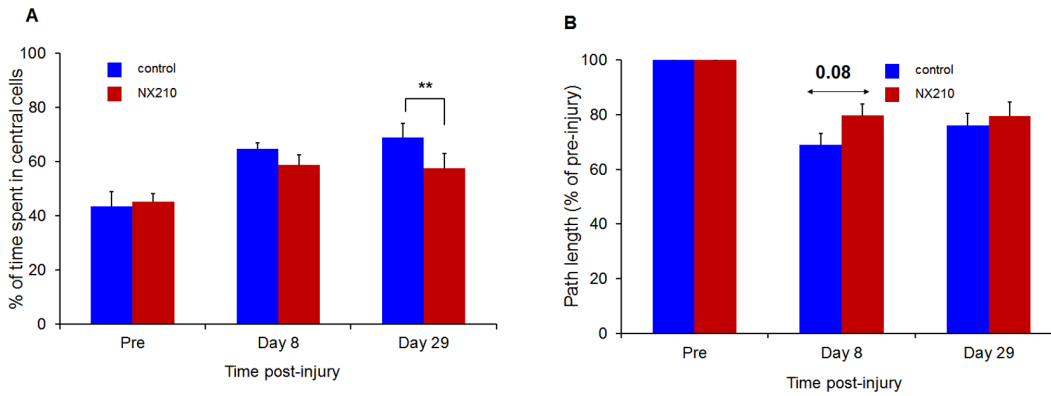 A
% of time spent in central cells
100
80
60
40
20
0
control
NX210
**
Pre Day 8 Day 29
Time post-injury
B
Path length (% of pre-injury)
100
80
60
40
20
0
0.08
control
NX210
Pre Day 8 Day 29
Time post-injury